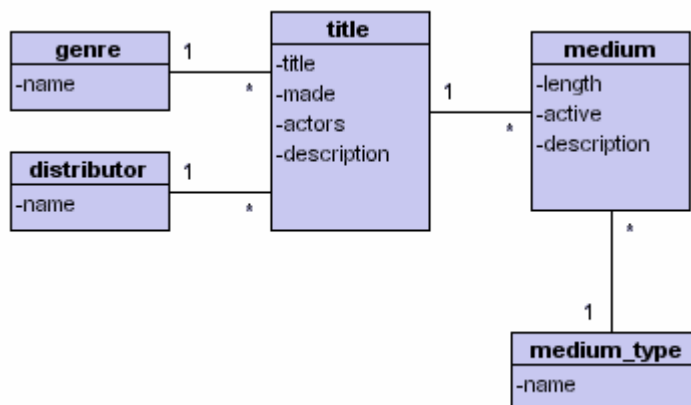 genre
-name
1
*
title
-title
-made
-actors
-description
distributor
-name
1
*
1
*
medium
-length
-active
-description
*
1
medium_type
-name